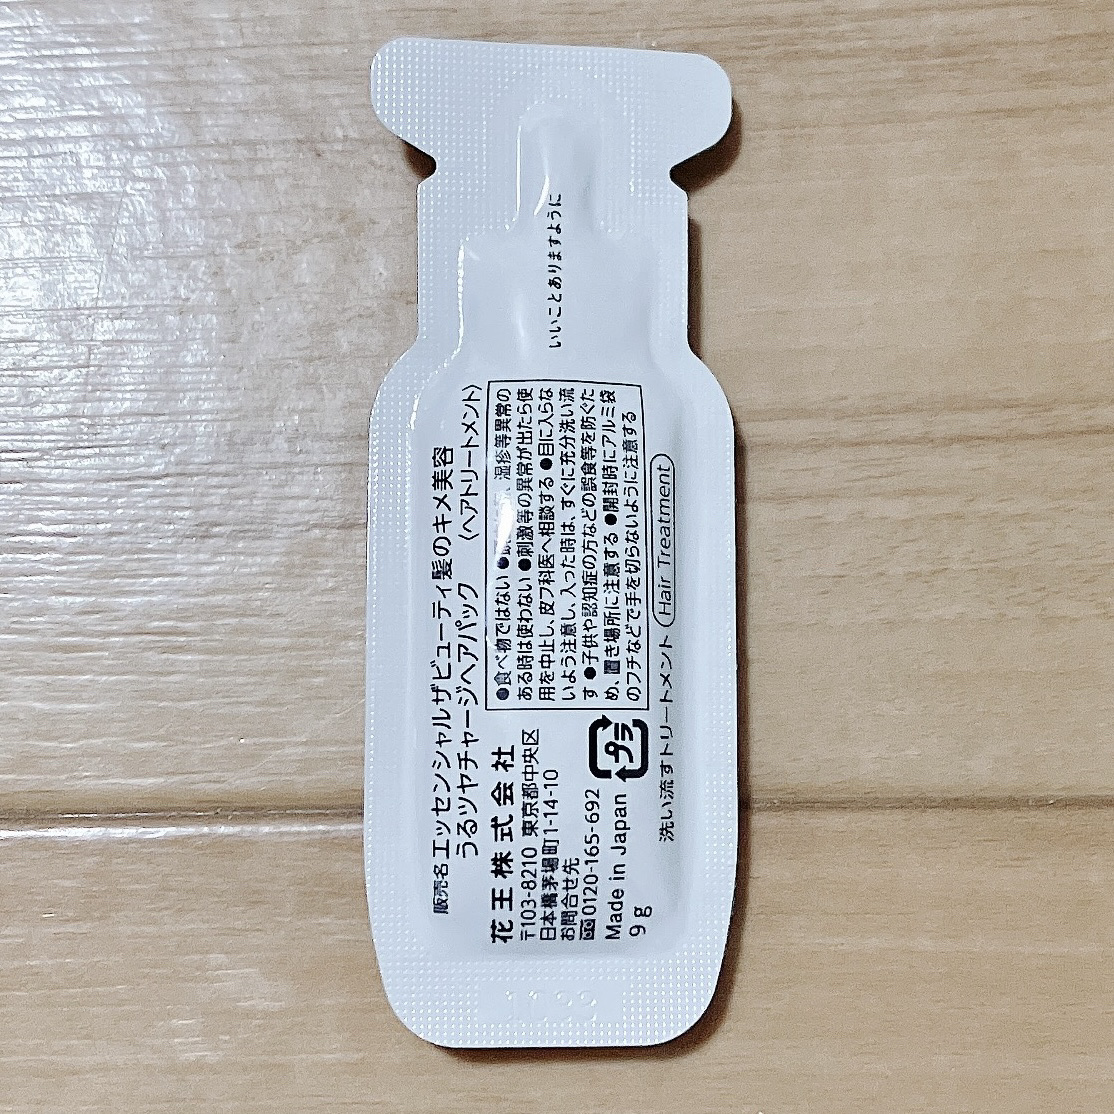 いいことありますように
販売名エッセンシャルザビューティ髪のキメ美容
うるツヤチャージヘアパック 〈ヘアトリートメント〉
●食べ物ではない●、湿疹等異常の
ある時は使わない●刺激等の異常が出たら使
用を中止し、皮フ科医へ相談する●目に入らな
いよう注意し、入った時は、すぐに充分洗い流
す●子供や認知症の方などの誤食等を防ぐた
め、置き場所に注意する●開封時にアルミ袋
のフチなどで手を切らないように注意する
花王株式会社
〒103-8210 東京都中央区
日本橋茅場町1-14-10
お問合せ先
0120-165-692
Made in Japan
9g
プラ
洗い流すトリートメント Hair Treatment